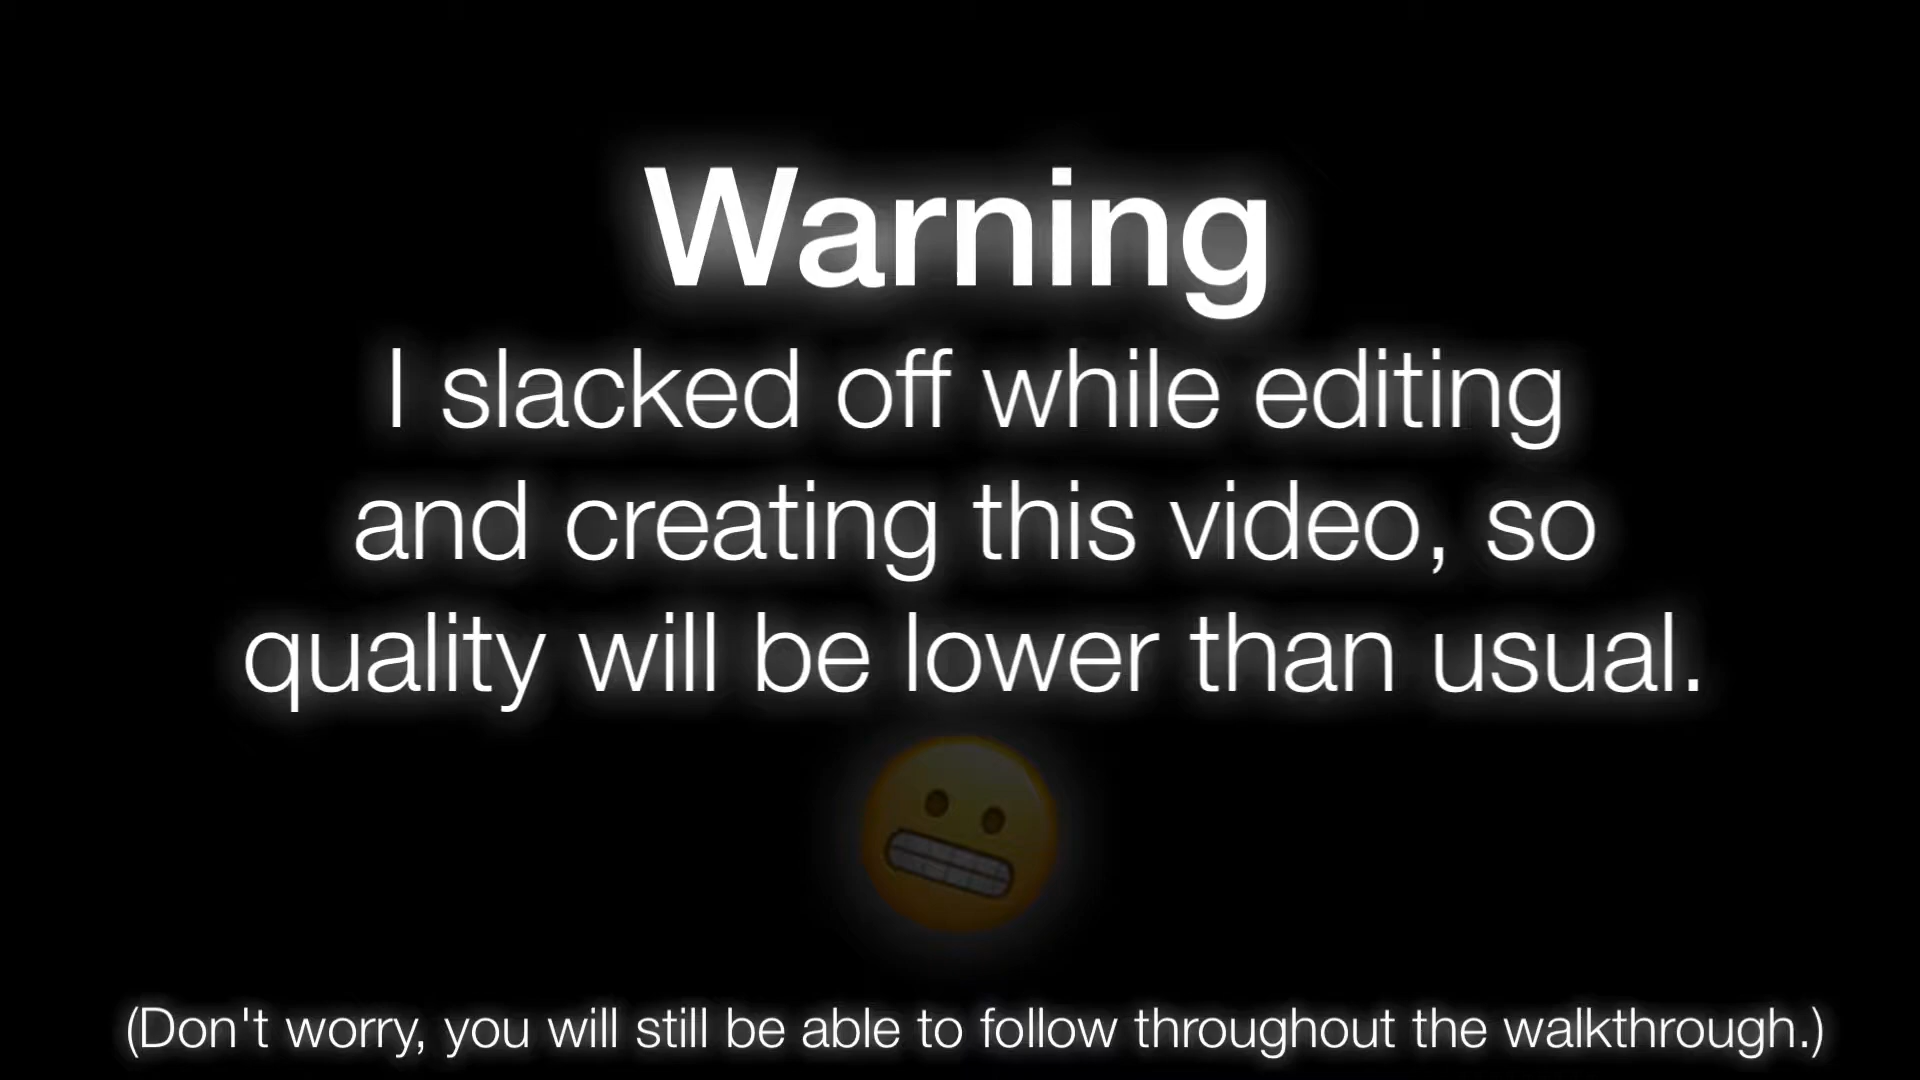 Warning
I slacked off while editing
and creating this video, so
quality will be lower than usual.
(Don't worry, you will still be able to follow throughout the walkthrough.)